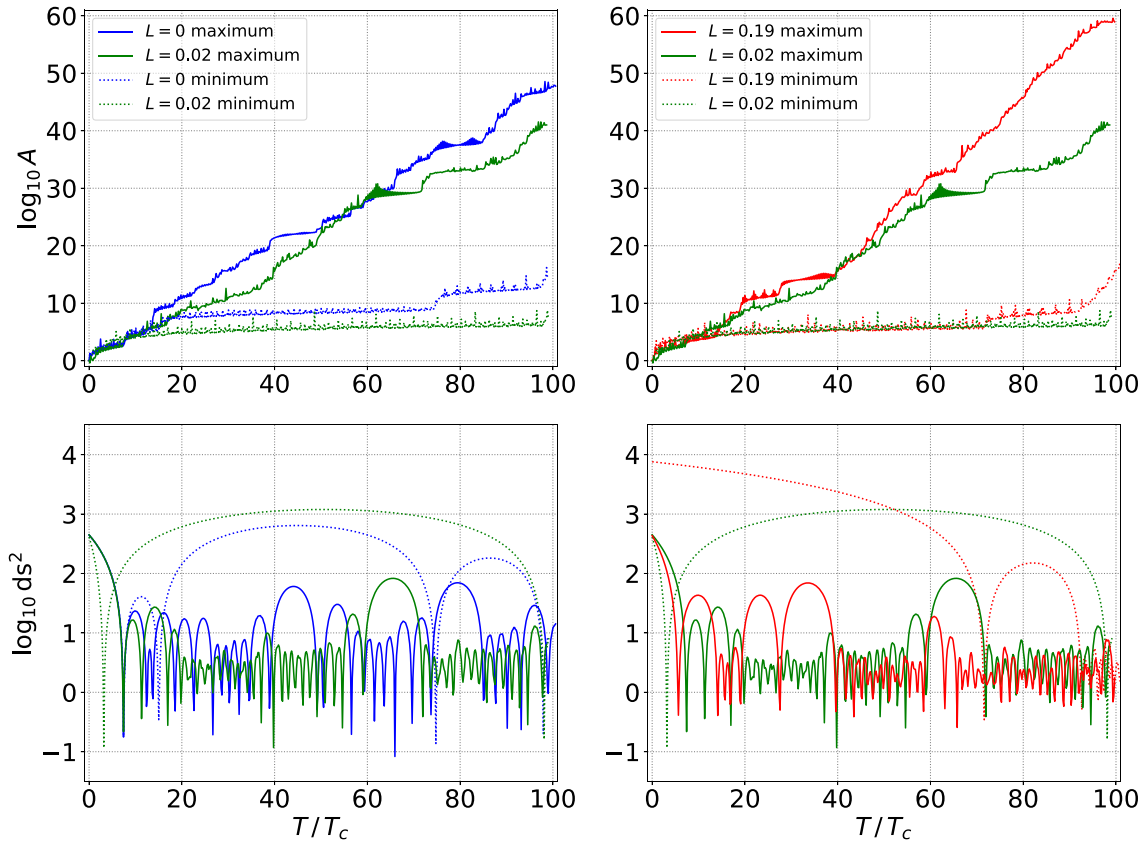 60
50
40
30
20
10
0
log₁₀ A
L = 0 maximum
L = 0.02 maximum
L = 0 minimum
L = 0.02 minimum
0 20 40 60 80 100
60
50
40
30
20
10
0
L = 0.19 maximum
L = 0.02 maximum
L = 0.19 minimum
L = 0.02 minimum
0 20 40 60 80 100
4
3
2
1
0
−1
log₁₀ ds²
0 20 40 60 80 100
T / T_c
4
3
2
1
0
−1
0 20 40 60 80 100
T / T_c